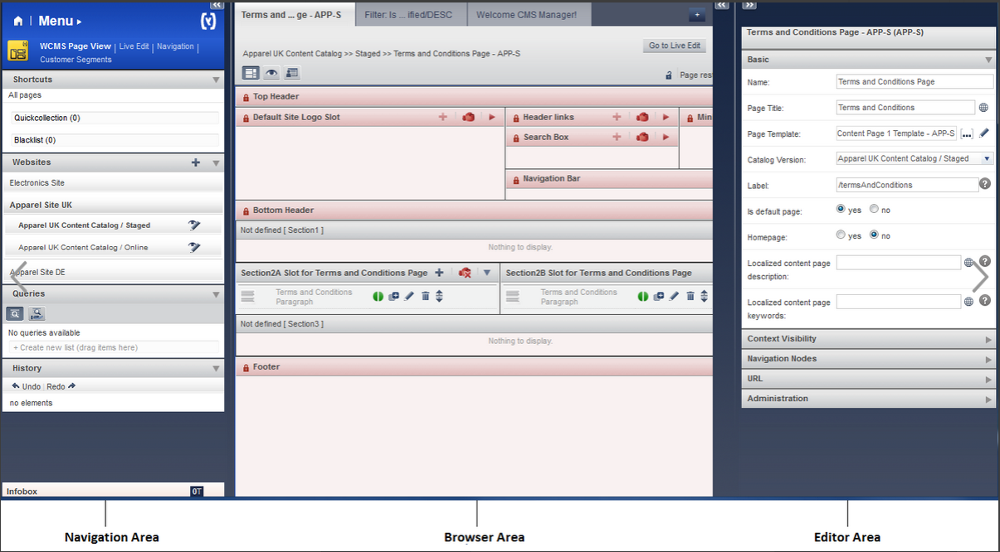 Menu
WCMS Page View | Live Edit | Navigation |
Customer Segments
Shortcuts
All pages
Quickcollection (0)
Blacklist (0)
Websites
Electronics Site
Apparel Site UK
Apparel UK Content Catalog / Staged
Apparel UK Content Catalog / Online
Apparel Site DE
Queries
No queries available
+ Create new list (drag items here)
History
Undo | Redo
no elements
Infobox
0T
Terms and ... ge - APP-S
Filter: Is ... ified/DESC
Welcome CMS Manager!
+
Go to Live Edit
Apparel UK Content Catalog >> Staged >> Terms and Conditions Page - APP-S
Page res
Top Header
Default Site Logo Slot
Header links
Min
Search Box
Navigation Bar
Bottom Header
Not defined [ Section1 ]
Nothing to display.
Section2A Slot for Terms and Conditions Page
Section2B Slot for Terms and Conditions Page
Terms and Conditions
Paragraph
Terms and Conditions
Paragraph
Not defined [ Section3 ]
Nothing to display.
Footer
Terms and Conditions Page - APP-S (APP-S)
Basic
Name: Terms and Conditions Page
Page Title: Terms and Conditions
Page Template: Content Page 1 Template - APP-S [...]
Catalog Version: Apparel UK Content Catalog / Staged
Label: /termsAndConditions ?
Is default page: yes no
Homepage: yes no
Localized content page ?
description:
Localized content page ?
keywords:
Context Visibility
Navigation Nodes
URL
Administration
Navigation Area
Browser Area
Editor Area